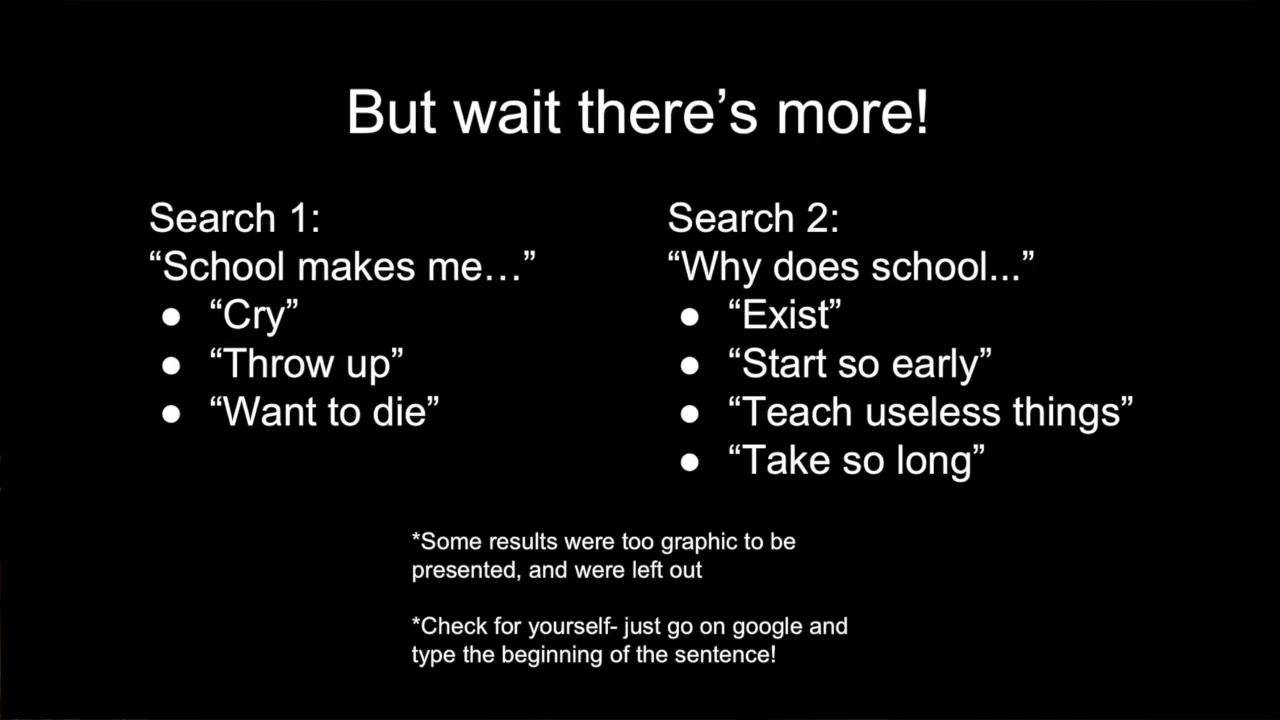 But wait there’s more!
Search 1:
“School makes me…”
● “Cry”
● “Throw up”
● “Want to die”
Search 2:
“Why does school...”
● “Exist”
● “Start so early”
● “Teach useless things”
● “Take so long”
*Some results were too graphic to be
presented, and were left out
*Check for yourself- just go on google and
type the beginning of the sentence!